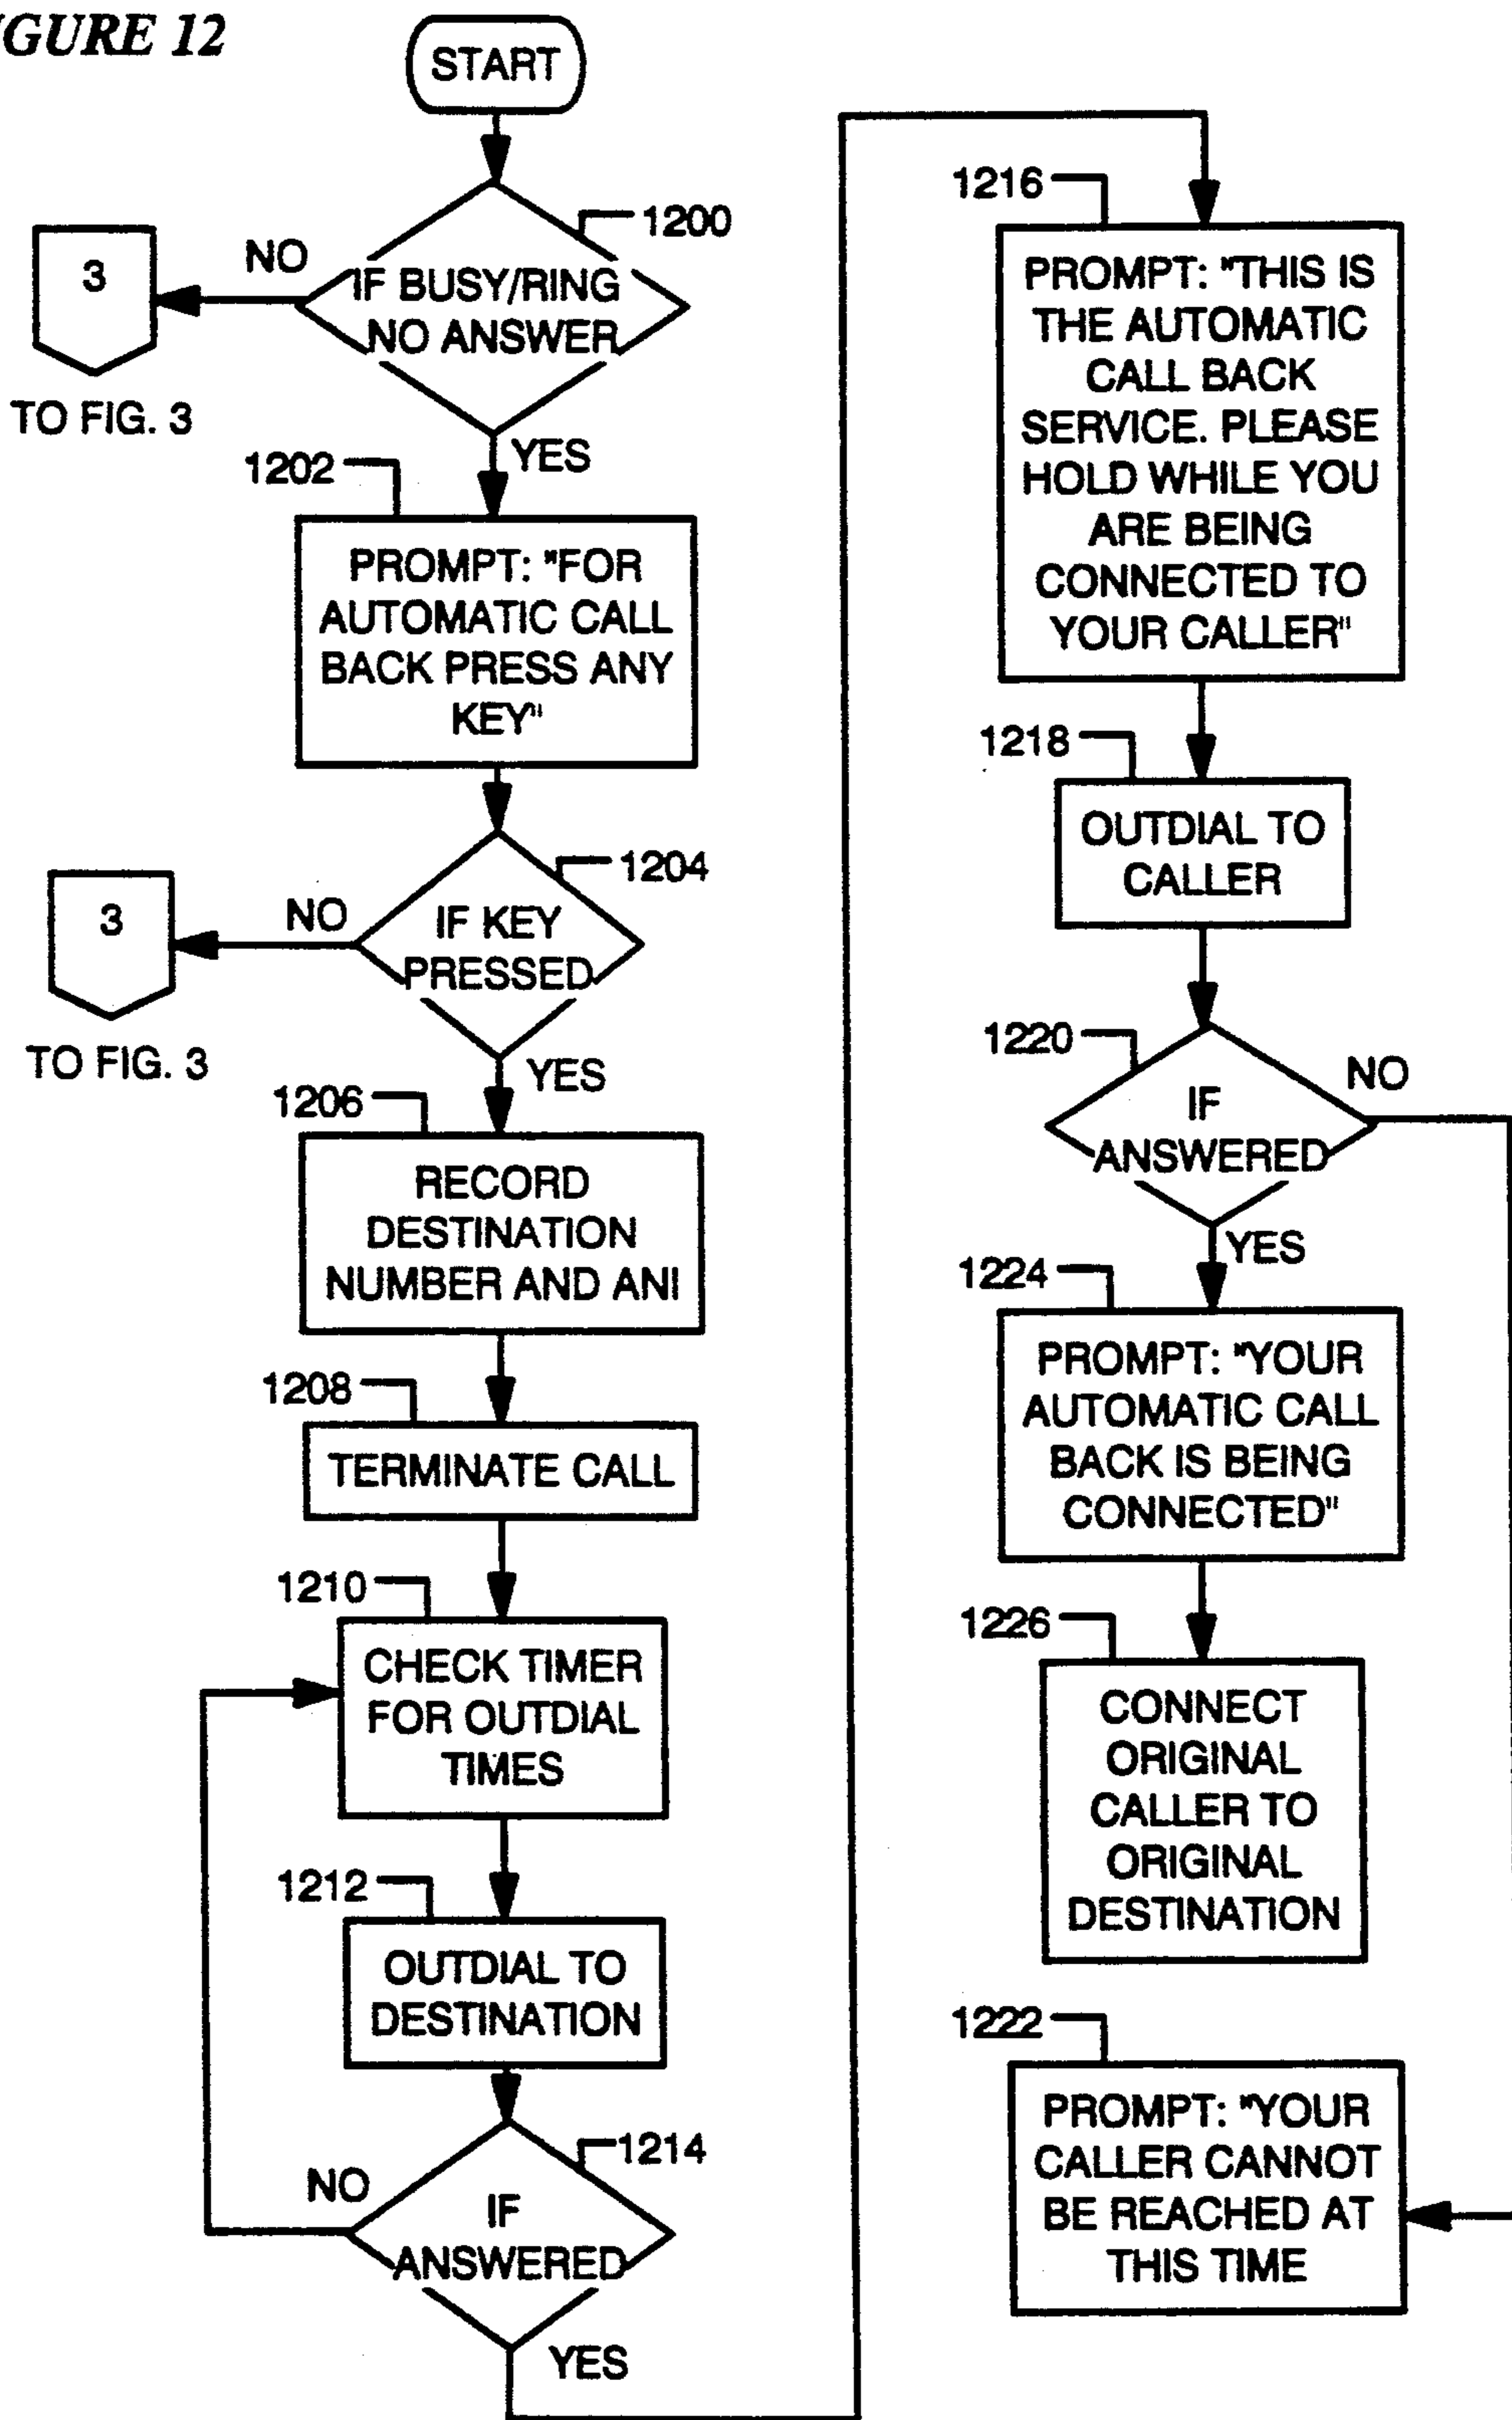 GURE 12
START
1200
NO
3
IF BUSY/RING
NO ANSWER
TO FIG. 3
YES
1202
PROMPT: "FOR
AUTOMATIC CALL
BACK PRESS ANY
KEY"
1204
NO
3
IF KEY
PRESSED
TO FIG. 3
YES
1206
RECORD
DESTINATION
NUMBER AND ANI
1208
TERMINATE CALL
1210
CHECK TIMER
FOR OUTDIAL
TIMES
1212
OUTDIAL TO
DESTINATION
1214
NO
IF
ANSWERED
YES
1216
PROMPT: "THIS IS
THE AUTOMATIC
CALL BACK
SERVICE. PLEASE
HOLD WHILE YOU
ARE BEING
CONNECTED TO
YOUR CALLER"
1218
OUTDIAL TO
CALLER
1220
NO
IF
ANSWERED
YES
1224
PROMPT: "YOUR
AUTOMATIC CALL
BACK IS BEING
CONNECTED"
1226
CONNECT
ORIGINAL
CALLER TO
ORIGINAL
DESTINATION
1222
PROMPT: "YOUR
CALLER CANNOT
BE REACHED AT
THIS TIME